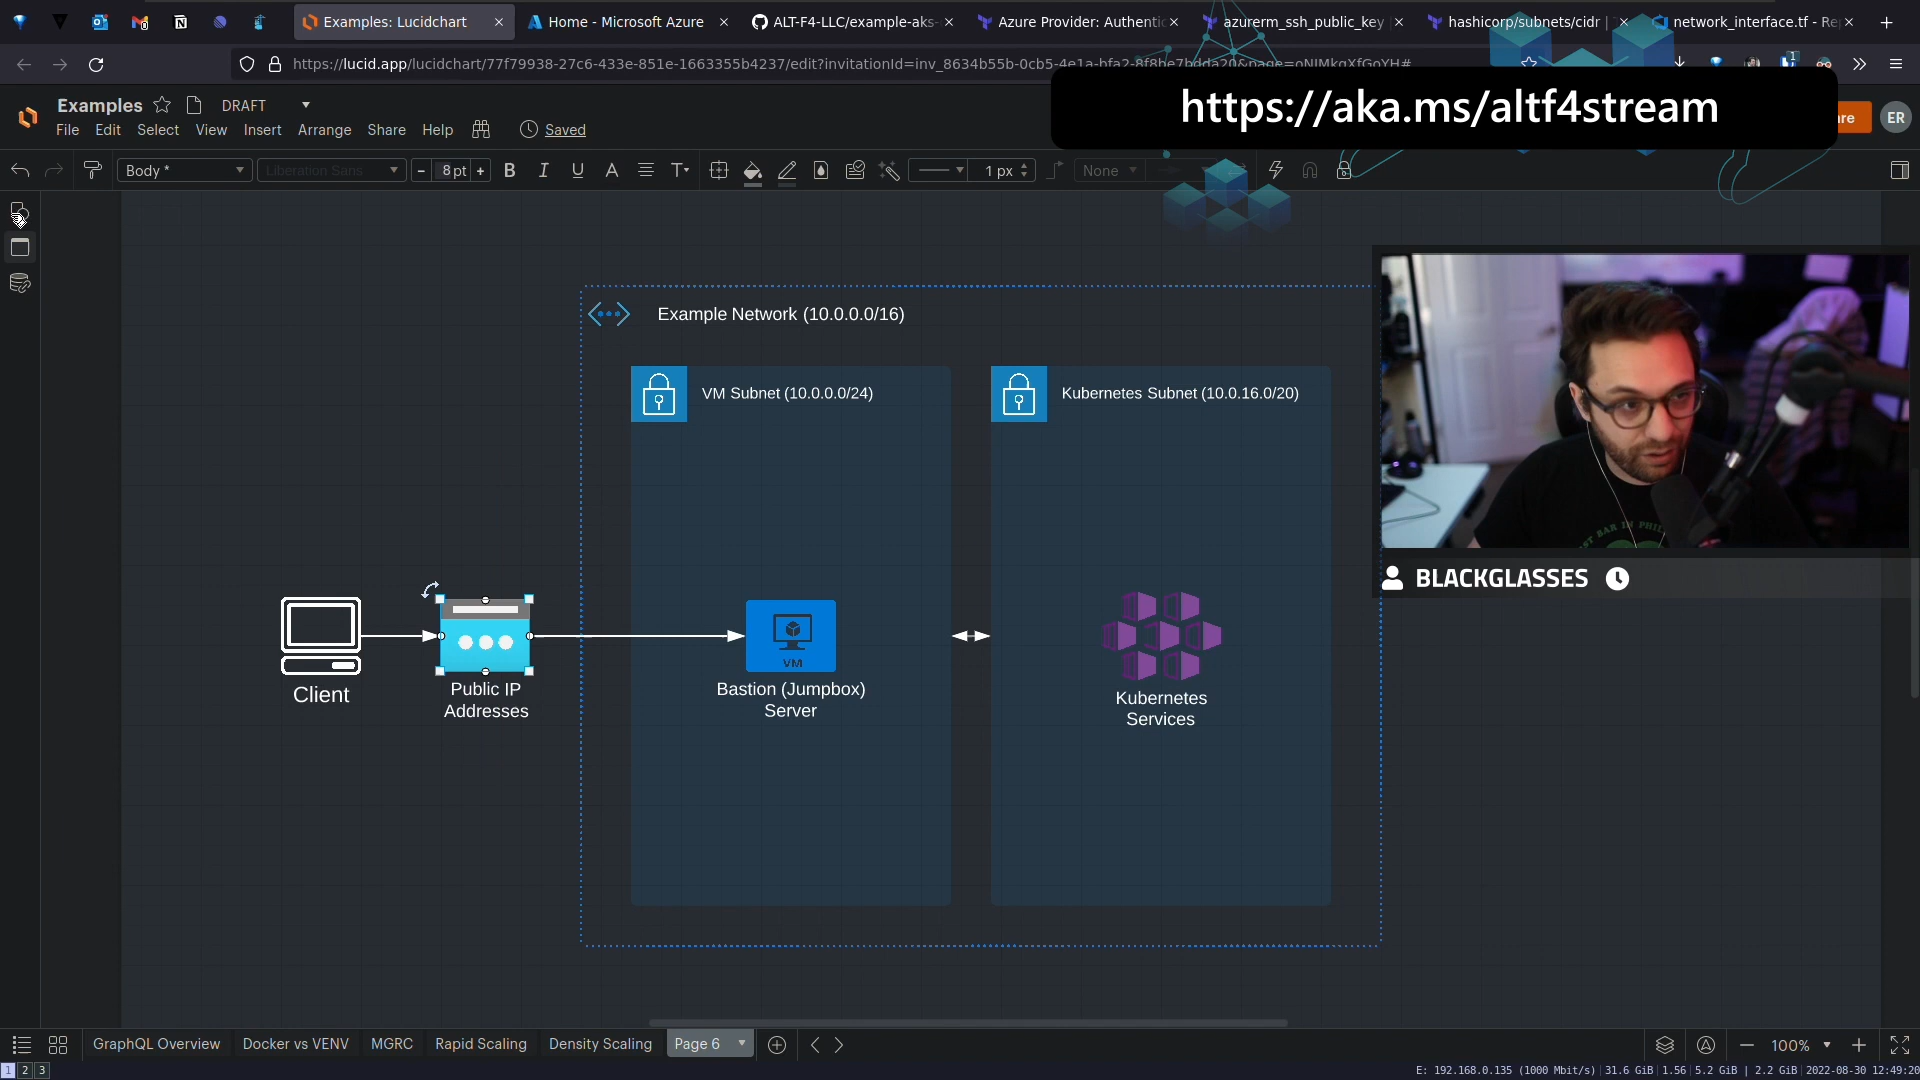 Examples: Lucidchart
Home - Microsoft Azure
ALT-F4-LLC/example-aks-
Azure Provider: Authentic
azurerm_ssh_public_key |
hashicorp/subnets/cidr |
network_interface.tf - Re
https://lucid.app/lucidchart/77f79938-27c6-433e-851e-1663355b4237/edit?invitationId=inv_8634b55b-0cb5-4e1a-bfa2-8f8be7bdda20&page=oNIMkqXfGoYH#
https://aka.ms/altf4stream
Examples
DRAFT
File Edit Select View Insert Arrange Share Help
Saved
ER
Body *
Liberation Sans
- 8 pt +
B I U A T
1 px
None
Example Network (10.0.0.0/16)
VM Subnet (10.0.0.0/24)
Kubernetes Subnet (10.0.16.0/20)
BLACKGLASSES
VM
Client
Public IP
Addresses
Bastion (Jumpbox)
Server
Kubernetes
Services
GraphQL Overview
Docker vs VENV
MGRC
Rapid Scaling
Density Scaling
Page 6
100%
1 2 3
E: 192.168.0.135 (1000 Mbit/s) | 31.6 GiB | 1.56 | 5.2 GiB | 2.2 GiB | 2022-08-30 12:49:20